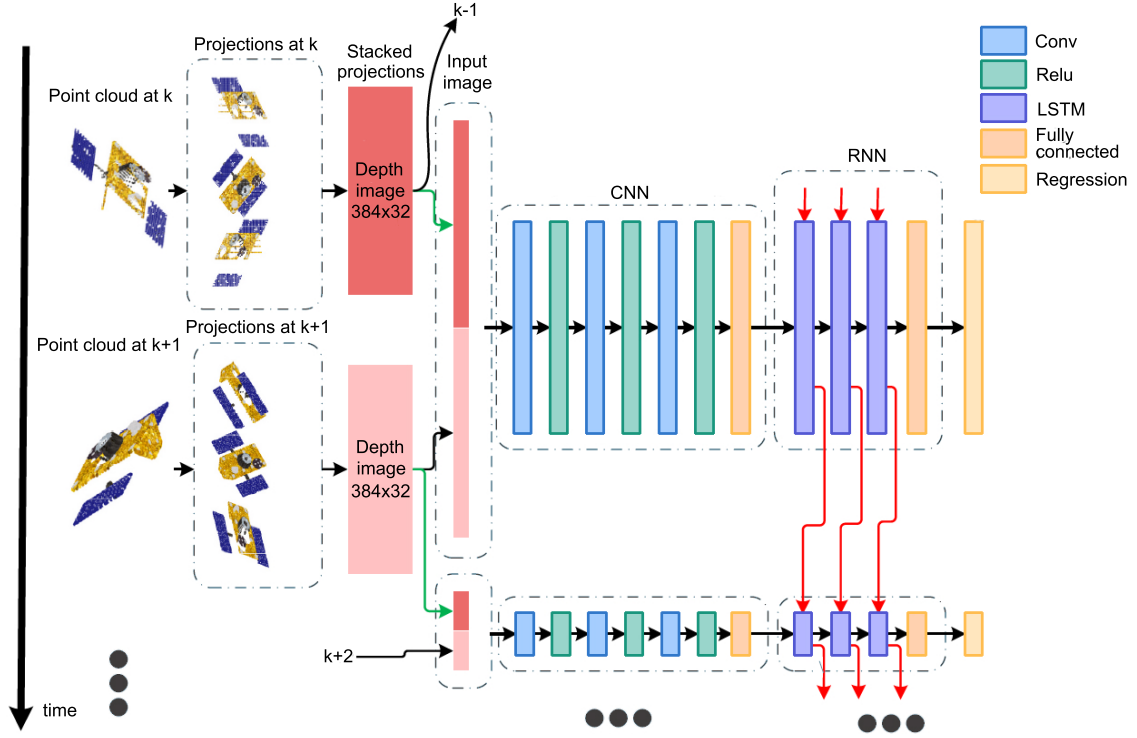 k-1
Projections at k
Stacked
projections
Input
image
Point cloud at k
Depth
image
384x32
Conv
Relu
LSTM
Fully
connected
Regression
CNN
RNN
Projections at k+1
Point cloud at k+1
Depth
image
384x32
k+2
time